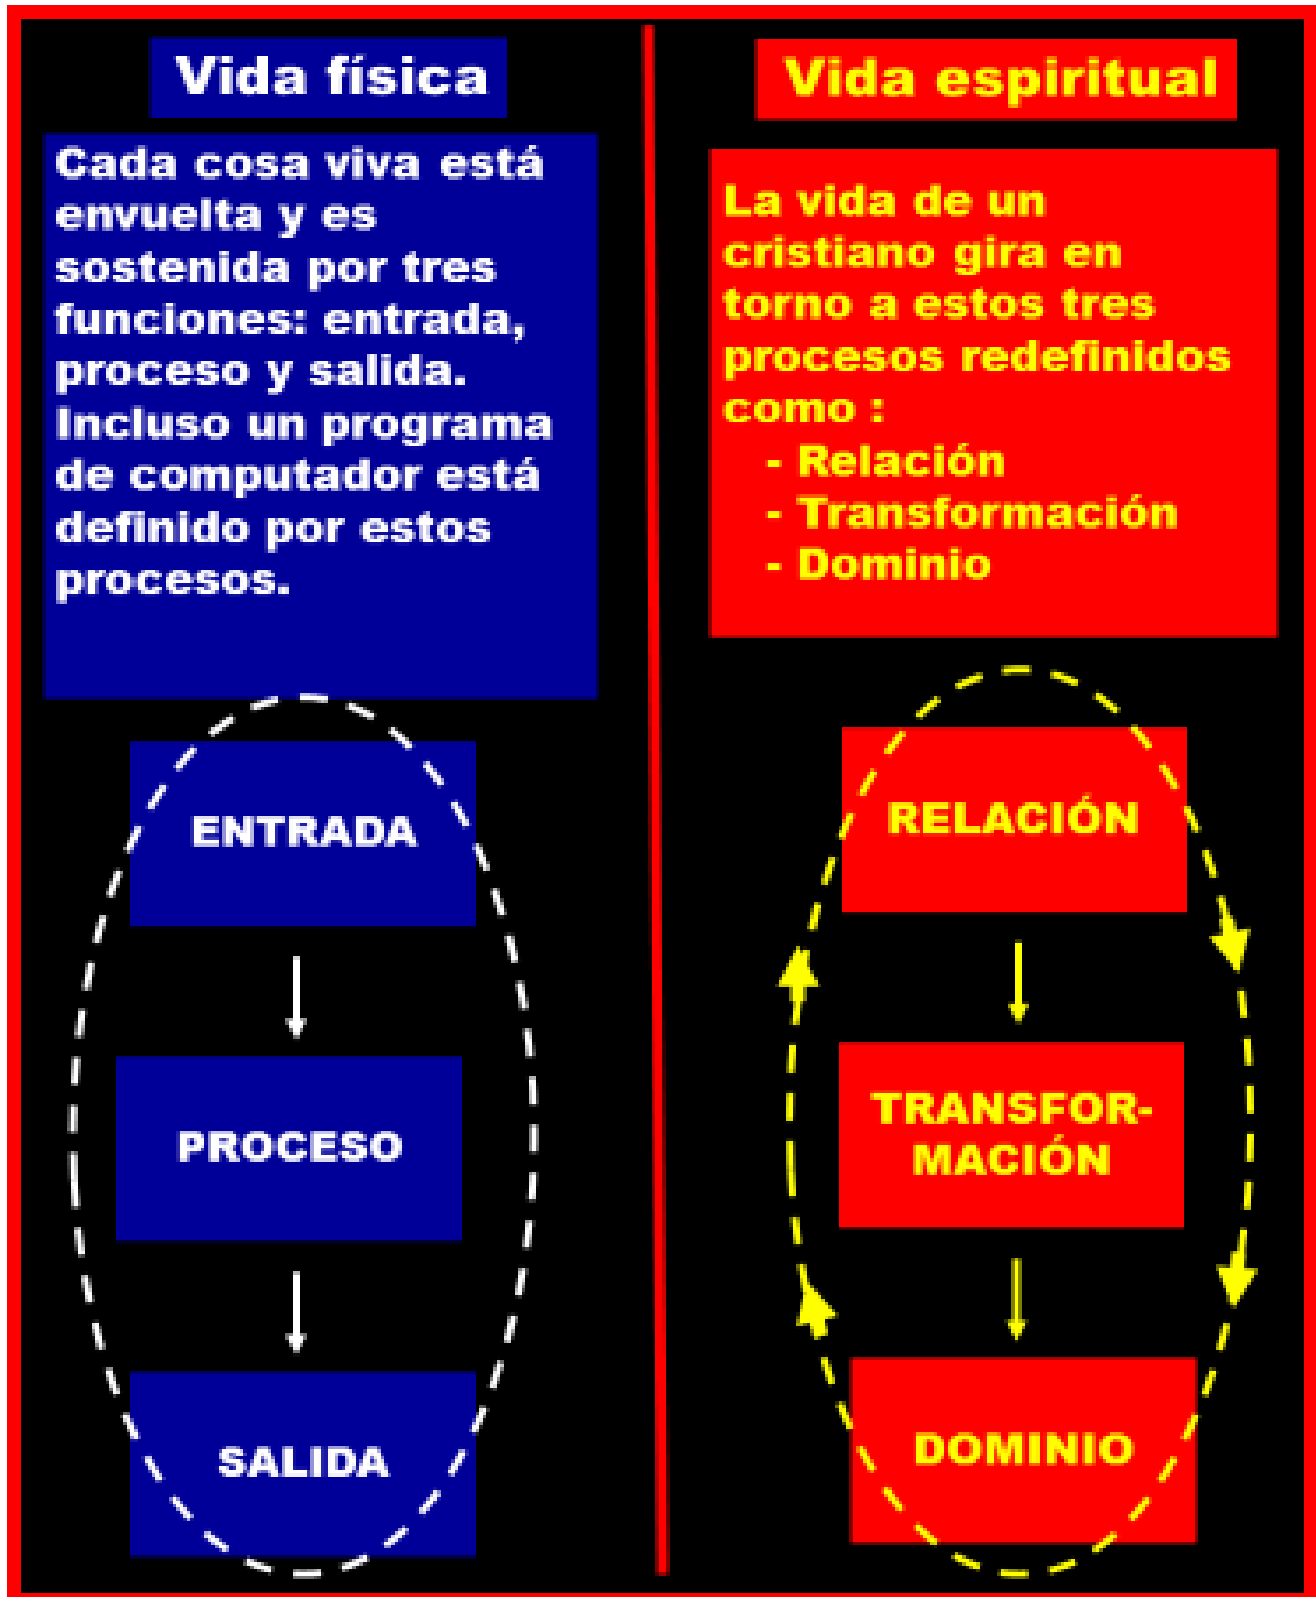 Vida física
Cada cosa viva está
envuelta y es
sostenida por tres
funciones: entrada,
proceso y salida.
Incluso un programa
de computador está
definido por estos
procesos.
ENTRADA
PROCESO
SALIDA
Vida espiritual
La vida de un
cristiano gira en
torno a estos tres
procesos redefinidos
como :
- Relación
- Transformación
- Dominio
RELACIÓN
TRANSFOR-
MACIÓN
DOMINIO